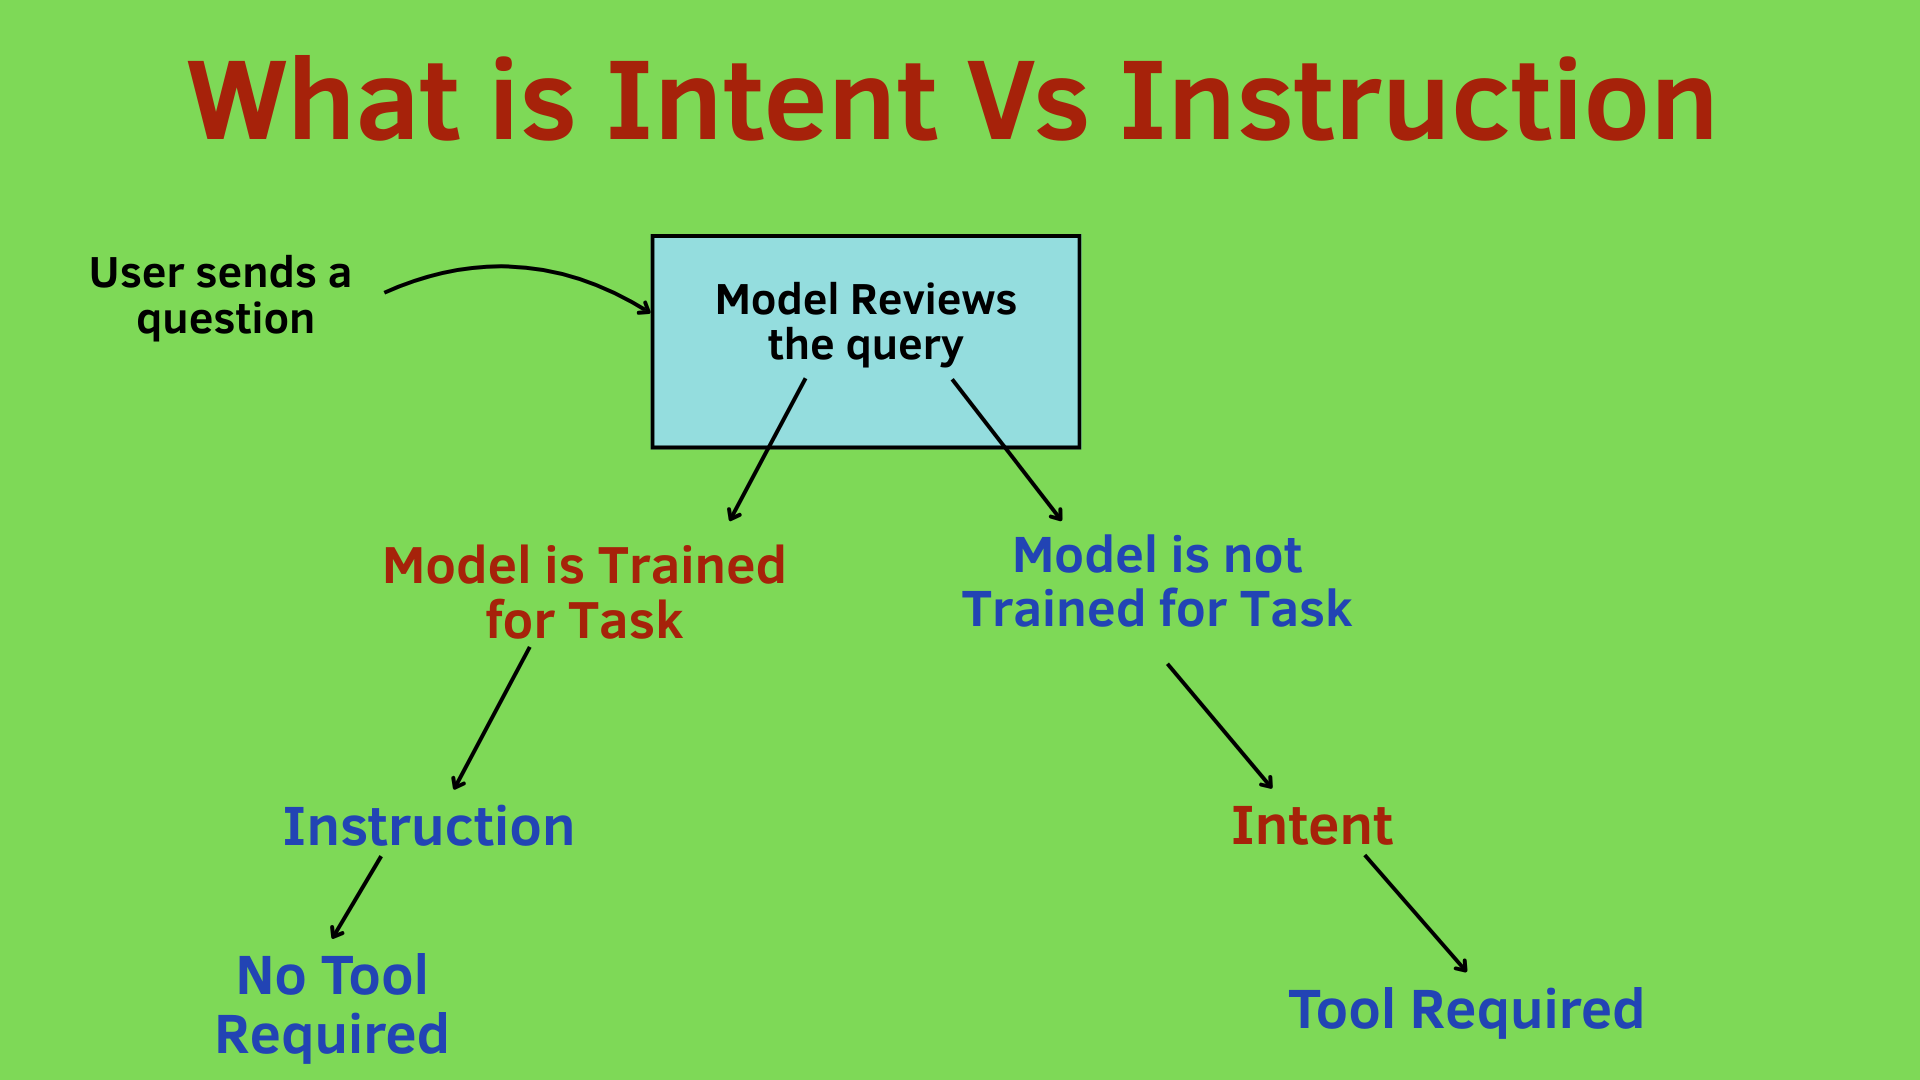 What is Intent Vs Instruction
User sends a
question
Model Reviews
the query
Model is Trained
for Task
Model is not
Trained for Task
Instruction
Intent
No Tool
Required
Tool Required